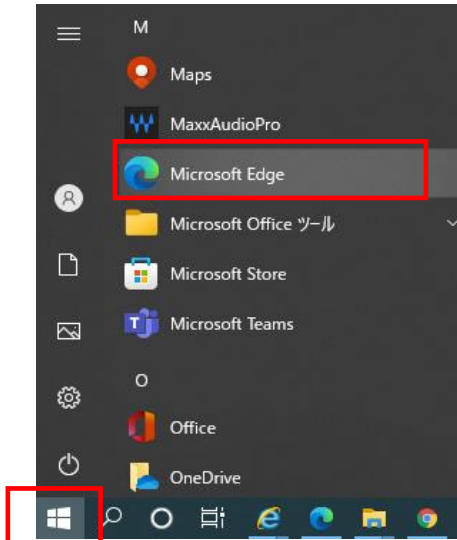 M
Maps
MaxxAudioPro
Microsoft Edge
Microsoft Office ツール
Microsoft Store
Microsoft Teams
O
Office
OneDrive